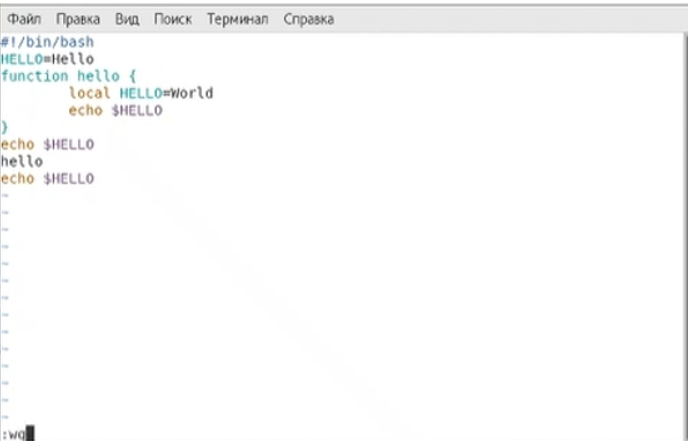 Файл Правка Вид Поиск Терминал Справка
#!/bin/bash
HELLO=Hello
function hello {
        local HELLO=World
        echo $HELLO
}
echo $HELLO
hello
echo $HELLO
~
~
~
~
~
~
~
~
~
~
~
~
~
~
:wq